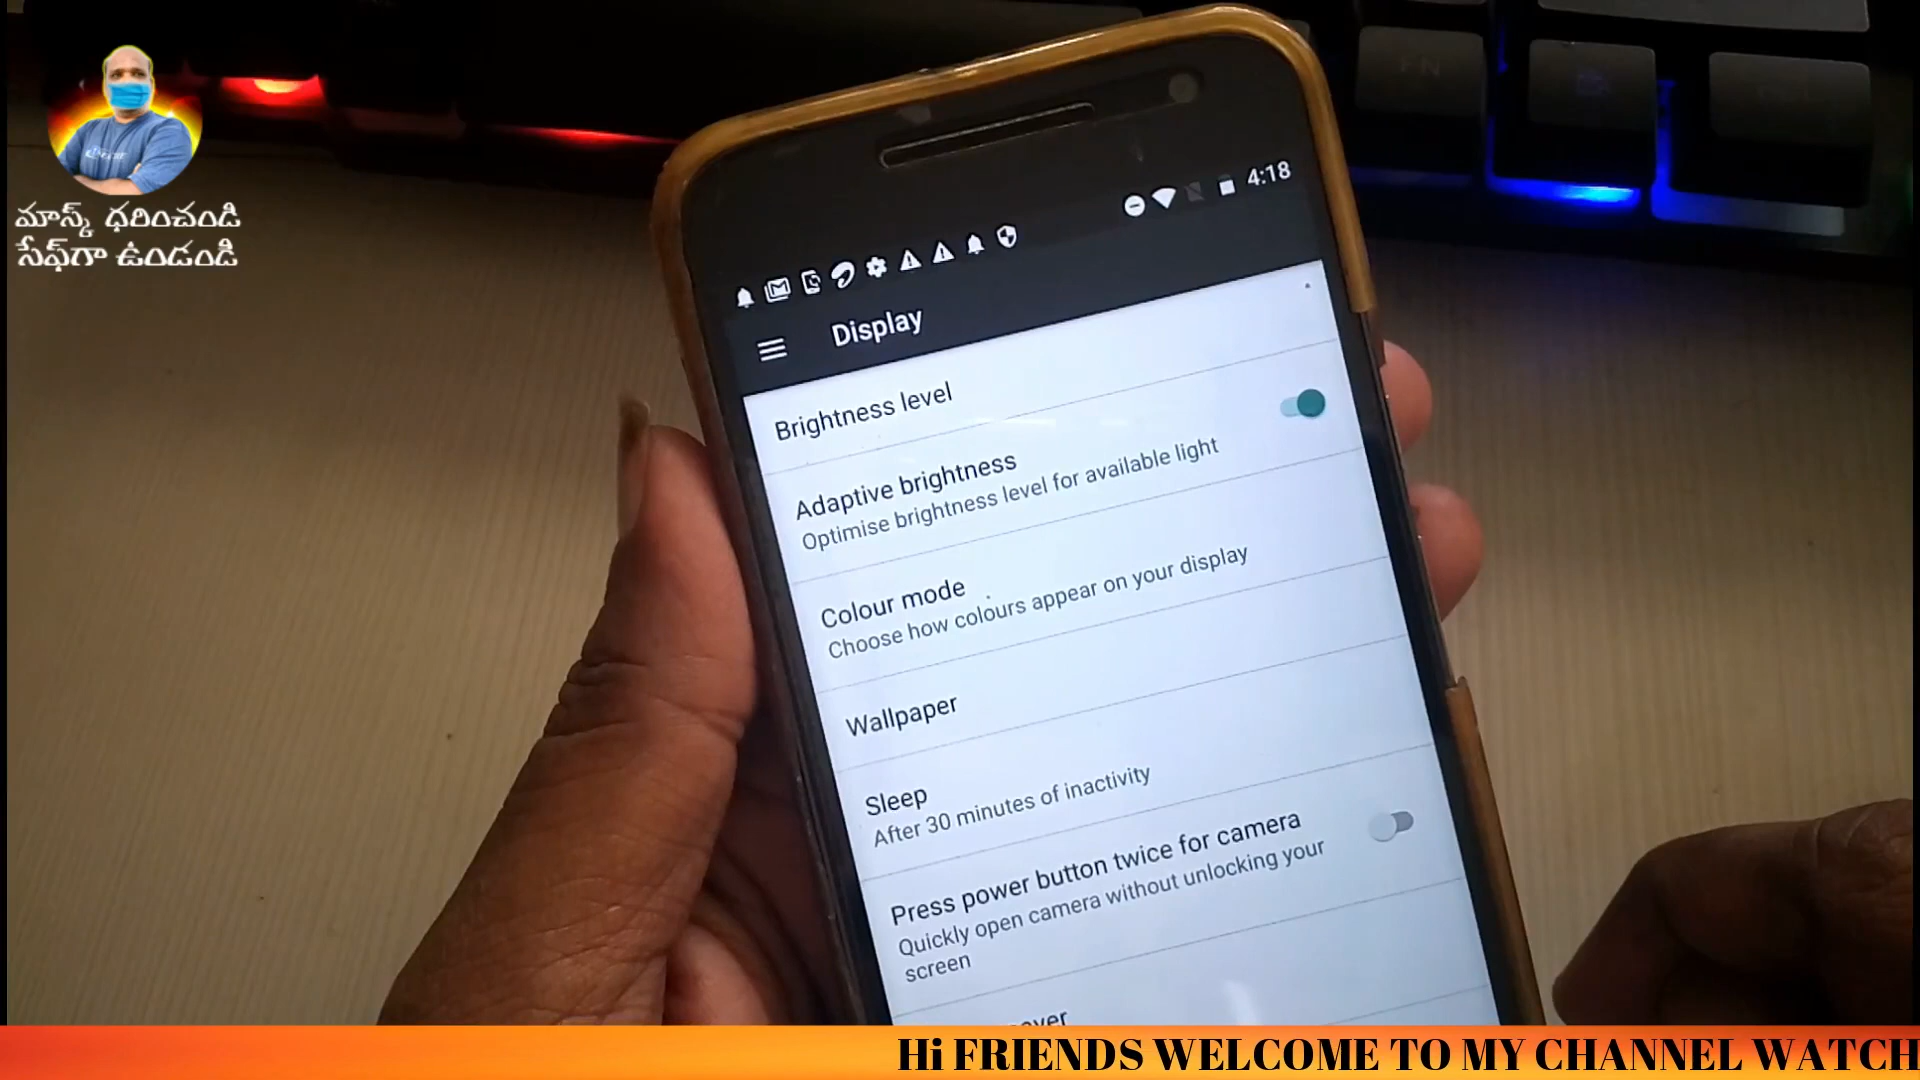 మాస్క్ ధరించండి
సేఫ్‌గా ఉండండి
4:18
Display
Brightness level
Adaptive brightness
Optimise brightness level for available light
Colour mode
Choose how colours appear on your display
Wallpaper
Sleep
After 30 minutes of inactivity
Press power button twice for camera
Quickly open camera without unlocking your
screen
Hi FRIENDS WELCOME TO MY CHANNEL WATCH